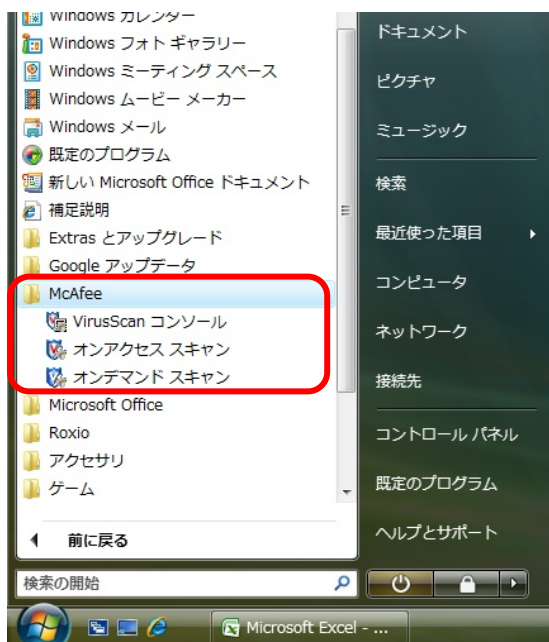 Windows カレンダー
Windows フォト ギャラリー
Windows ミーティング スペース
Windows ムービー メーカー
Windows メール
既定のプログラム
新しい Microsoft Office ドキュメント
補足説明
Extras とアップグレード
Google アップデータ
McAfee
VirusScan コンソール
オンアクセス スキャン
オンデマンド スキャン
Microsoft Office
Roxio
アクセサリ
ゲーム
前に戻る
検索の開始
ドキュメント
ピクチャ
ミュージック
検索
最近使った項目
コンピュータ
ネットワーク
接続先
コントロール パネル
既定のプログラム
ヘルプとサポート
Microsoft Excel - ...